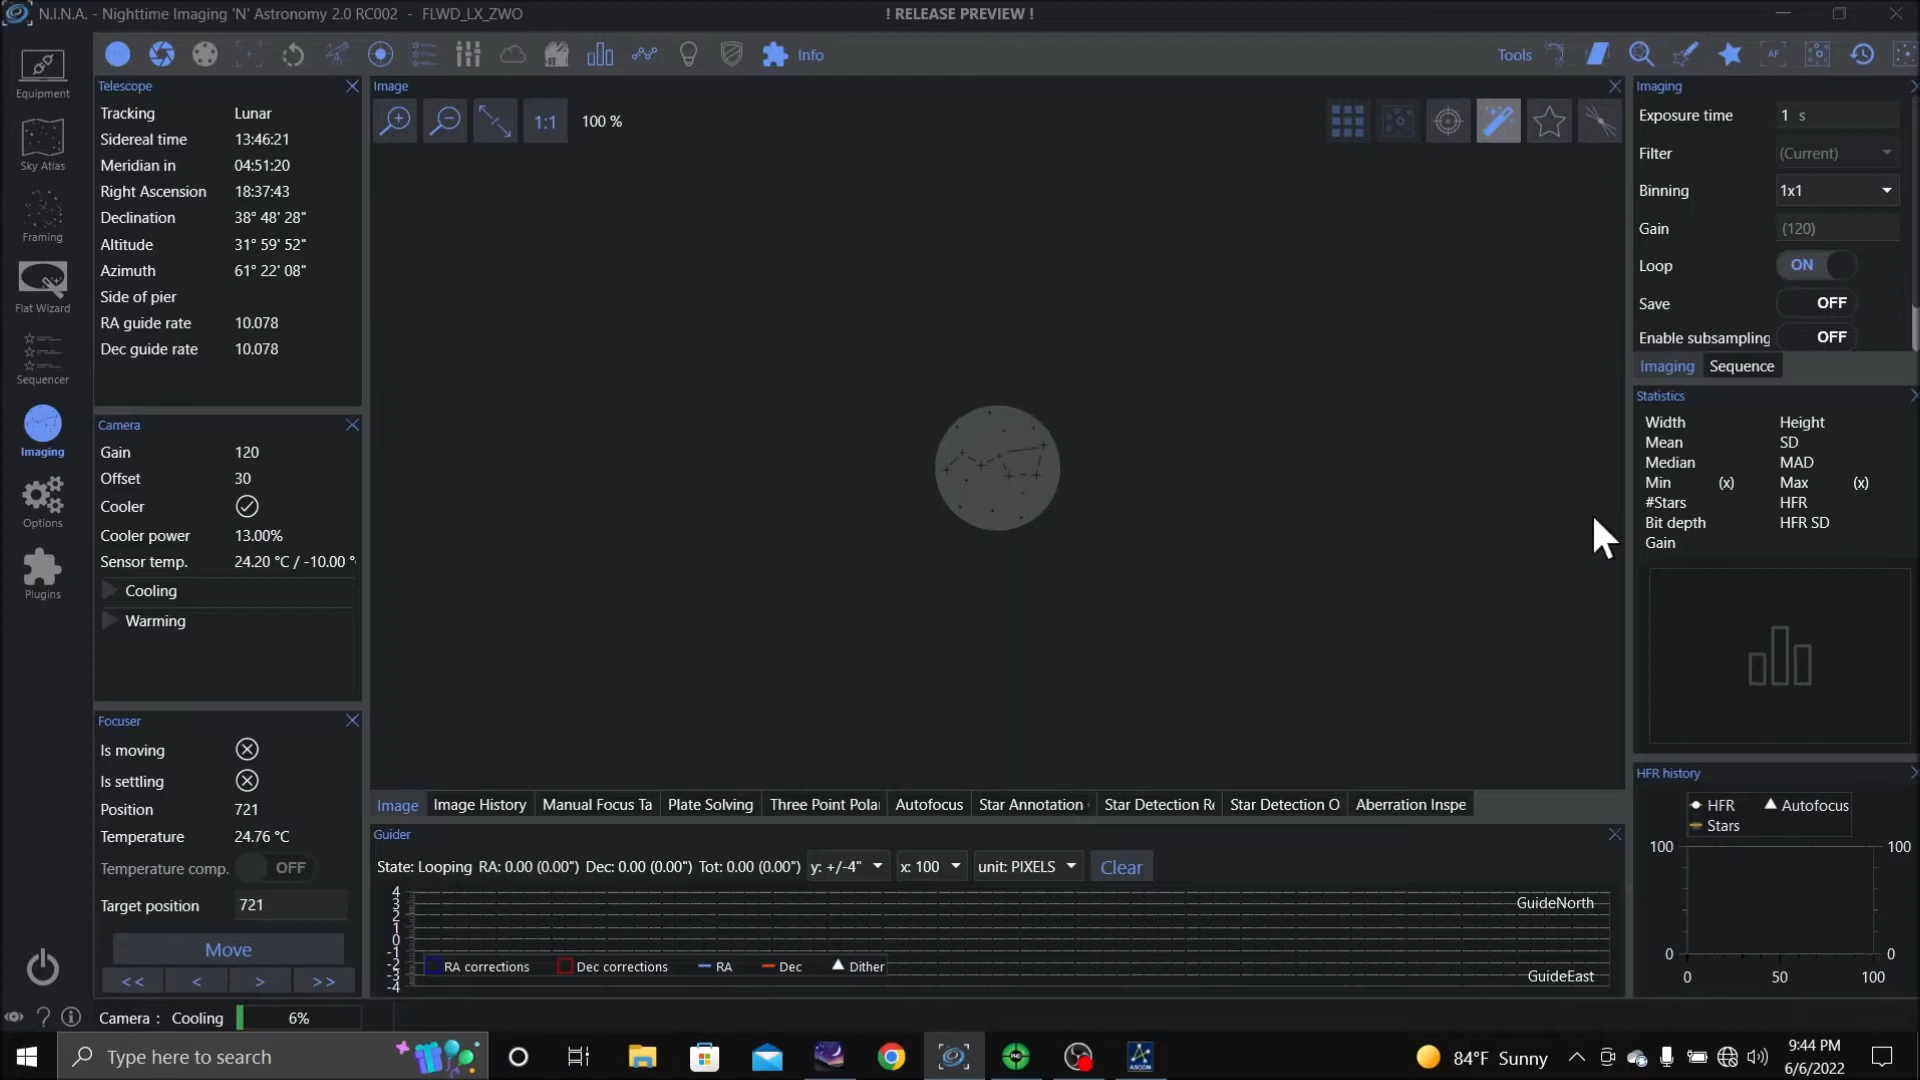 N.I.N.A. - Nighttime Imaging 'N' Astronomy 2.0 RC002 - FLWD_LX_ZWO
! RELEASE PREVIEW !
Info
Tools
AF
Equipment
Sky Atlas
Framing
Flat Wizard
Sequencer
Imaging
Options
Plugins
Telescope
Tracking Lunar
Sidereal time 13:46:21
Meridian in 04:51:20
Right Ascension 18:37:43
Declination 38° 48' 28"
Altitude 31° 59' 52"
Azimuth 61° 22' 08"
Side of pier
RA guide rate 10.078
Dec guide rate 10.078
Camera
Gain 120
Offset 30
Cooler
Cooler power 13.00%
Sensor temp. 24.20 °C / -10.00 °
Cooling
Warming
Focuser
Is moving
Is settling
Position 721
Temperature 24.76 °C
Temperature comp. OFF
Target position 721
Move
<< < > >>
Image
1:1 100 %
Image Image History Manual Focus Ta Plate Solving Three Point Pola Autofocus Star Annotation Star Detection Re Star Detection O Aberration Inspe
Guider
State: Looping RA: 0.00 (0.00") Dec: 0.00 (0.00") Tot: 0.00 (0.00") y: +/-4" x: 100 unit: PIXELS Clear
4
3
2
1
0
-1
-2
-3
-4
GuideNorth
GuideEast
RA corrections Dec corrections RA Dec Dither
Imaging
Exposure time 1 s
Filter (Current)
Binning 1x1
Gain (120)
Loop ON
Save OFF
Enable subsampling OFF
Imaging Sequence
Statistics
Width Height
Mean SD
Median MAD
Min (x) Max (x)
#Stars HFR
Bit depth HFR SD
Gain
HFR history
HFR Autofocus
Stars
100 100
0 0
0 50 100
Camera : Cooling 6%
Type here to search
PHD
ASCOM
84°F Sunny
9:44 PM
6/6/2022